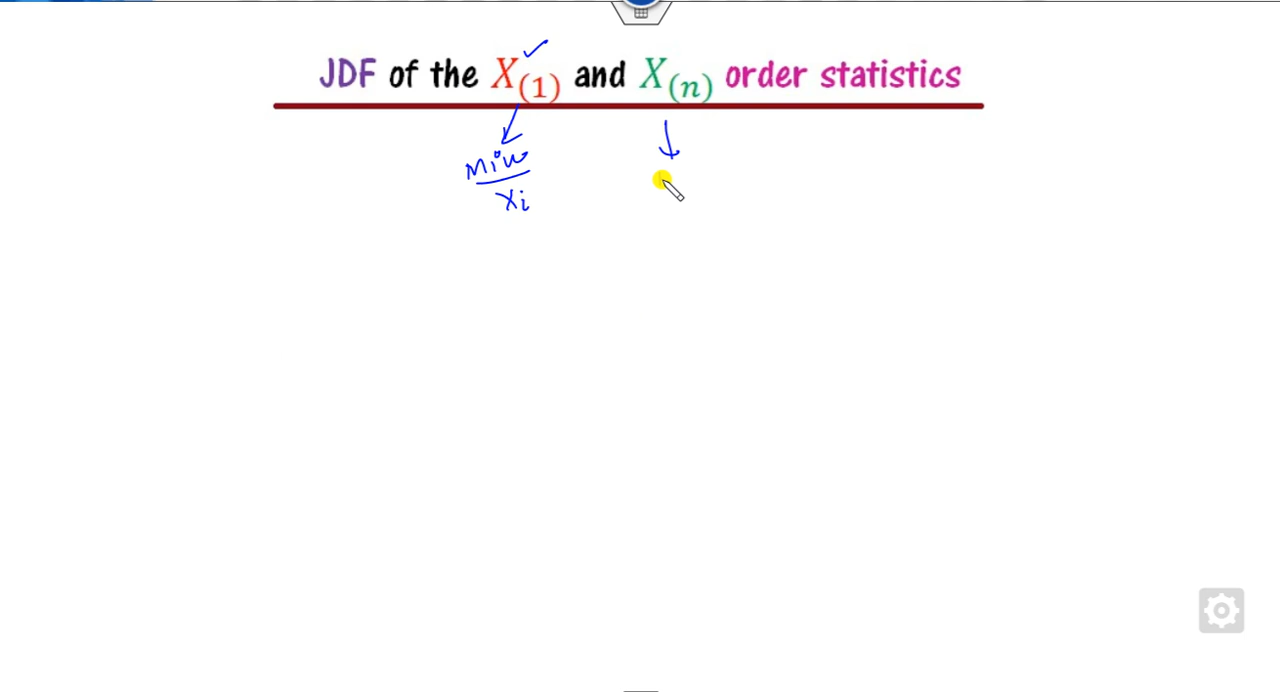 JDF of the X(1) and X(n) order statistics
min
xi